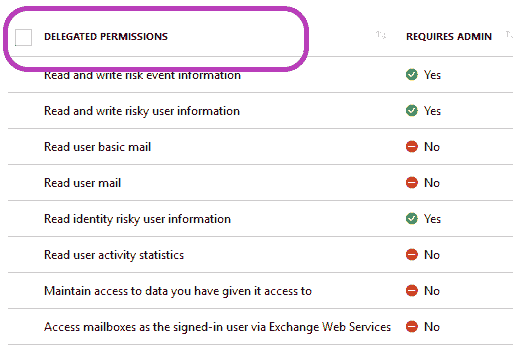 DELEGATED PERMISSIONS REQUIRES ADMIN
Read and write risk event information Yes
Read and write risky user information Yes
Read user basic mail No
Read user mail No
Read identity risky user information Yes
Read user activity statistics No
Maintain access to data you have given it access to No
Access mailboxes as the signed-in user via Exchange Web Services No